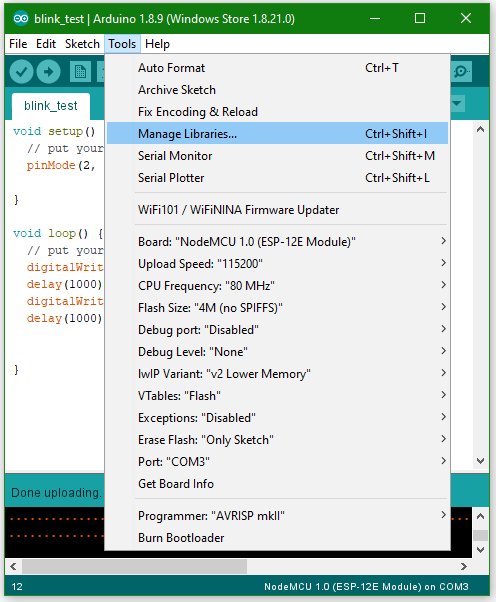 blink_test | Arduino 1.8.9 (Windows Store 1.8.21.0)
File Edit Sketch Tools Help
Auto Format Ctrl+T
Archive Sketch
blink_test
Fix Encoding & Reload
void setup()
Manage Libraries... Ctrl+Shift+I
// put your
Serial Monitor Ctrl+Shift+M
pinMode(2,
Serial Plotter Ctrl+Shift+L
}
WiFi101 / WiFiNINA Firmware Updater
void loop() {
Board: "NodeMCU 1.0 (ESP-12E Module)"
// put your
Upload Speed: "115200"
digitalWrit
CPU Frequency: "80 MHz"
delay(1000)
Flash Size: "4M (no SPIFFS)"
digitalWrit
Debug port: "Disabled"
delay(1000)
Debug Level: "None"
IwIP Variant: "v2 Lower Memory"
}
VTables: "Flash"
Exceptions: "Disabled"
Erase Flash: "Only Sketch"
Port: "COM3"
Get Board Info
Done uploading.
Programmer: "AVRISP mkII"
Burn Bootloader
12 NodeMCU 1.0 (ESP-12E Module) on COM3